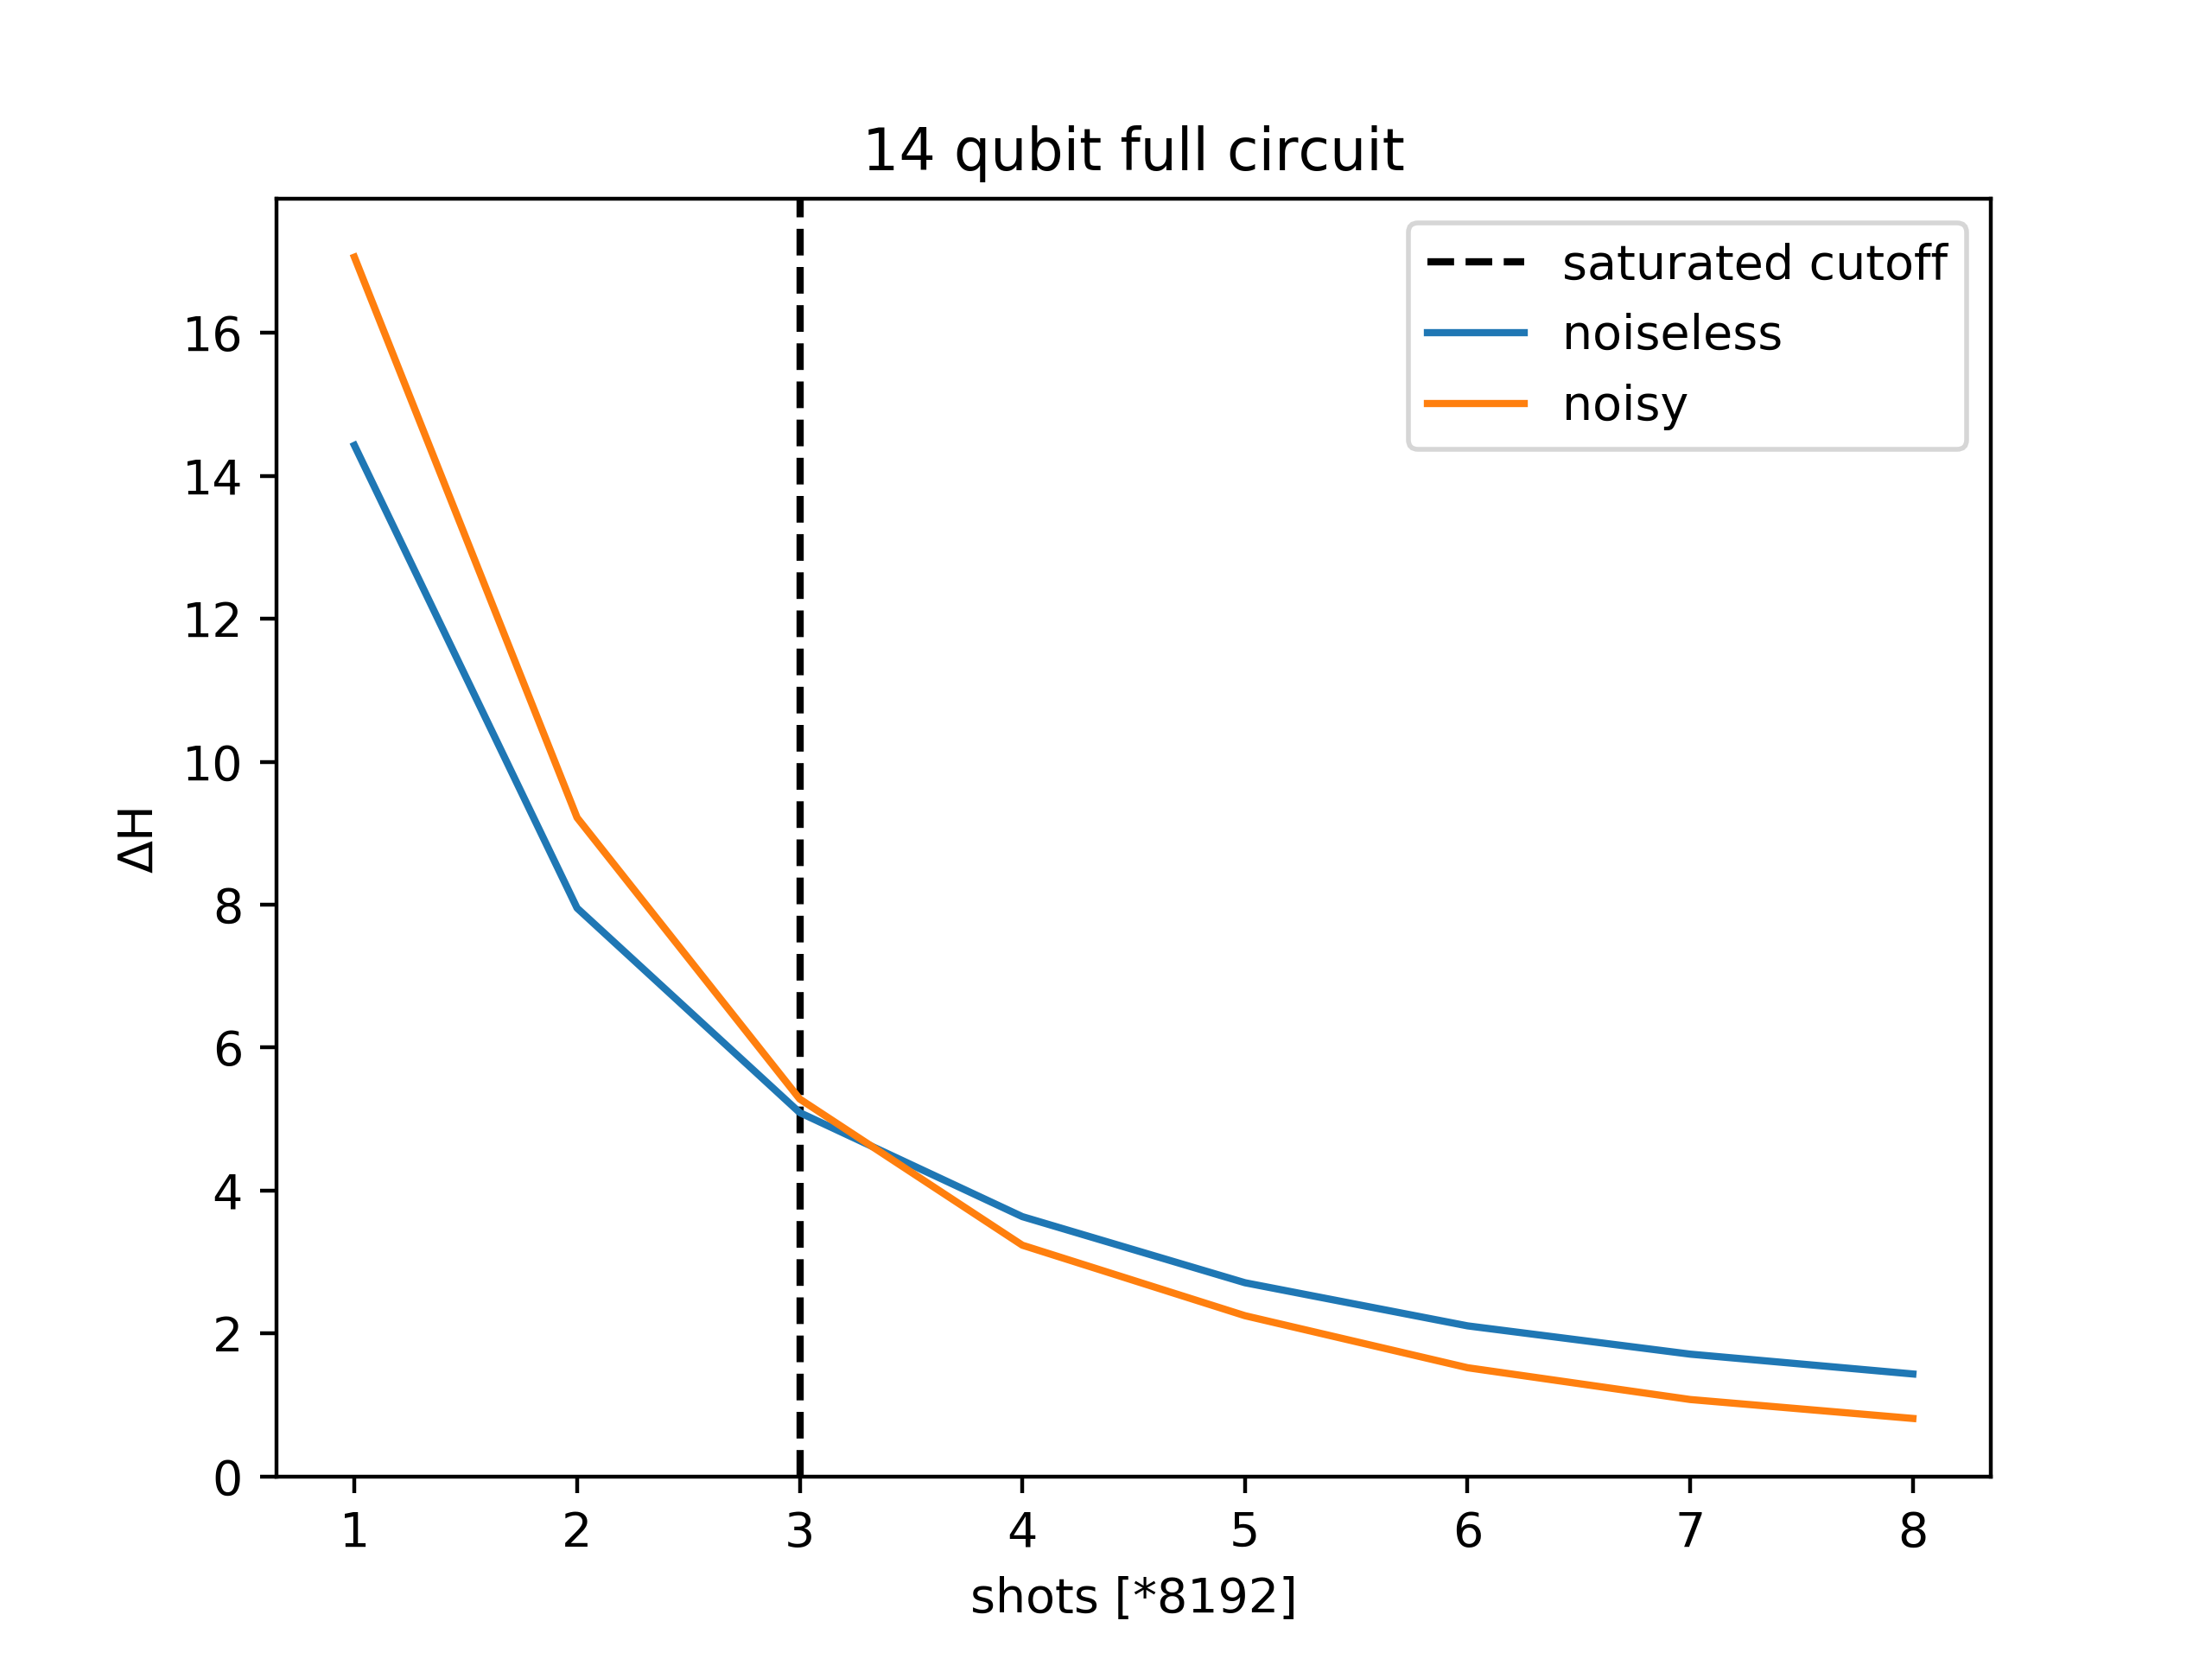 14 qubit full circuit
saturated cutoff
noiseless
noisy
ΔH
16
14
12
10
8
6
4
2
0
1 2 3 4 5 6 7 8
shots [*8192]